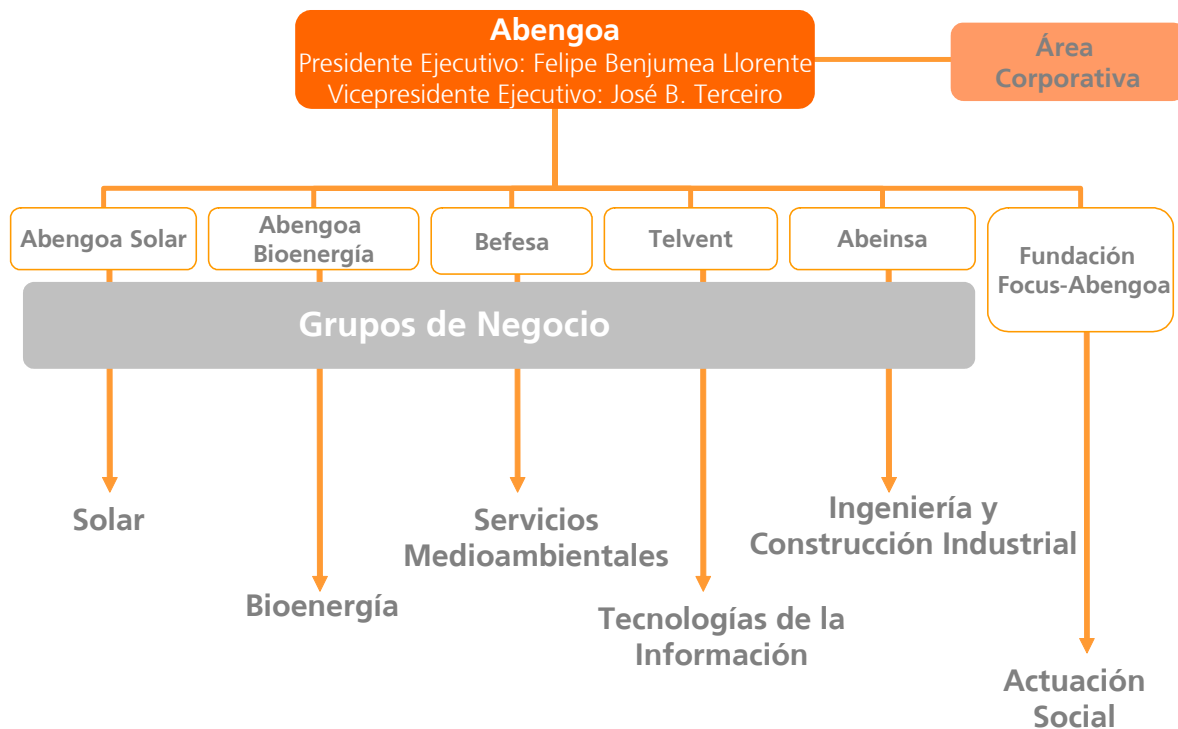 Abengoa
Presidente Ejecutivo: Felipe Benjumea Llorente
Vicepresidente Ejecutivo: José B. Terceiro
Área
Corporativa
Abengoa Solar
Abengoa
Bioenergía
Befesa
Telvent
Abeinsa
Fundación
Focus-Abengoa
Grupos de Negocio
Solar
Bioenergía
Servicios
Medioambientales
Tecnologías de la
Información
Ingeniería y
Construcción Industrial
Actuación
Social